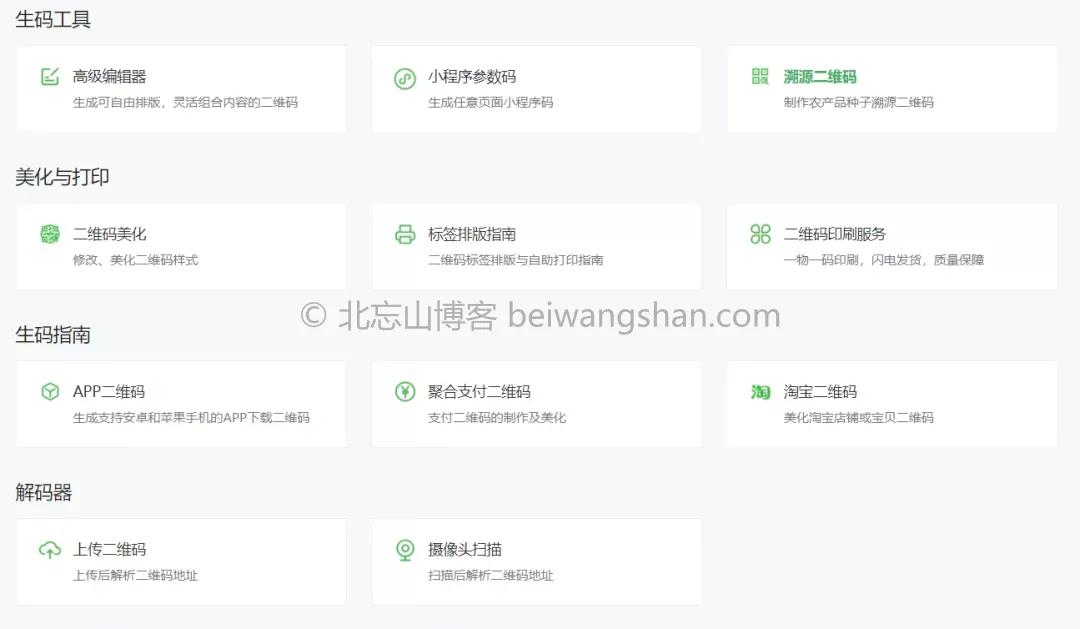 生码工具
高级编辑器
生成可自由排版，灵活组合内容的二维码
小程序参数码
生成任意页面小程序码
溯源二维码
制作农产品种子溯源二维码
美化与打印
二维码美化
修改、美化二维码样式
标签排版指南
二维码标签排版与自助打印指南
二维码印刷服务
一物一码印刷，闪电发货，质量保障
© 北忘山博客 beiwangshan.com
生码指南
APP二维码
生成支持安卓和苹果手机的APP下载二维码
聚合支付二维码
支付二维码的制作及美化
淘
淘宝二维码
美化淘宝店铺或宝贝二维码
解码器
上传二维码
上传后解析二维码地址
摄像头扫描
扫描后解析二维码地址